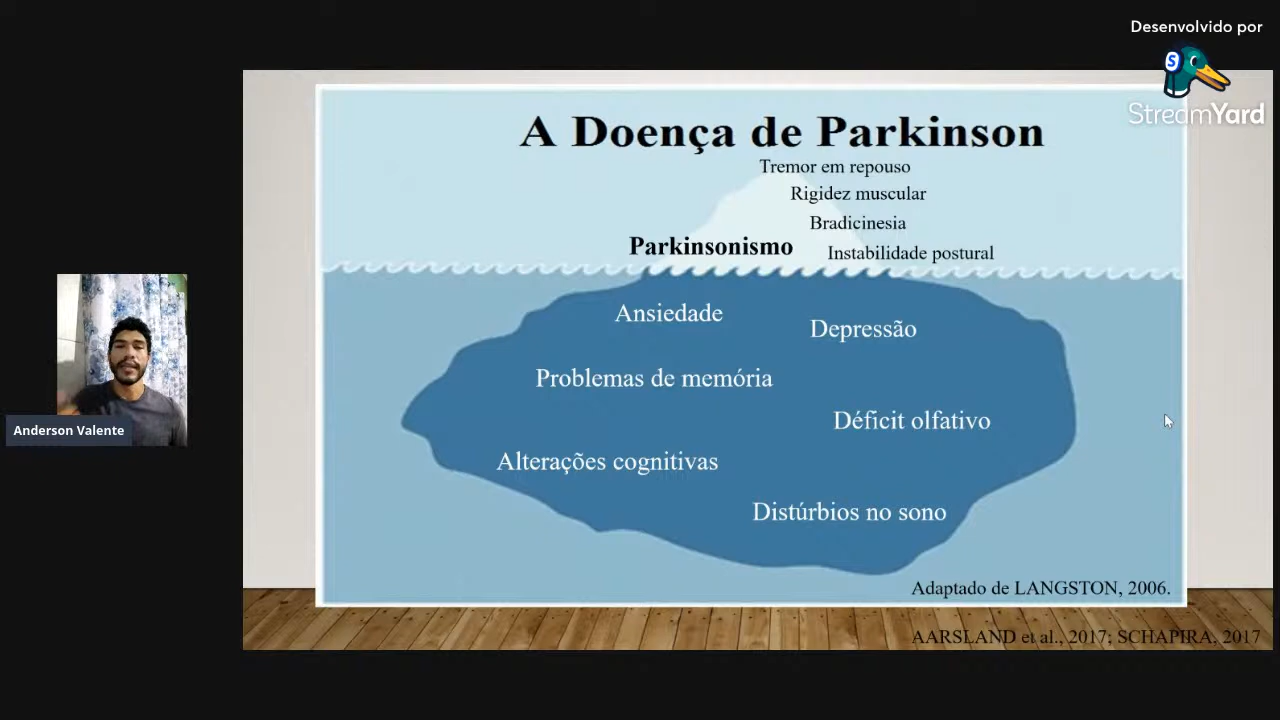 Desenvolvido por
StreamYard
A Doença de Parkinson
Tremor em repouso
Rigidez muscular
Bradicinesia
Parkinsonismo
Instabilidade postural
Ansiedade
Depressão
Problemas de memória
Déficit olfativo
Anderson Valente
Alterações cognitivas
Distúrbios no sono
Adaptado de LANGSTON, 2006.
AARSLAND et al., 2017; SCHAPIRA, 2017